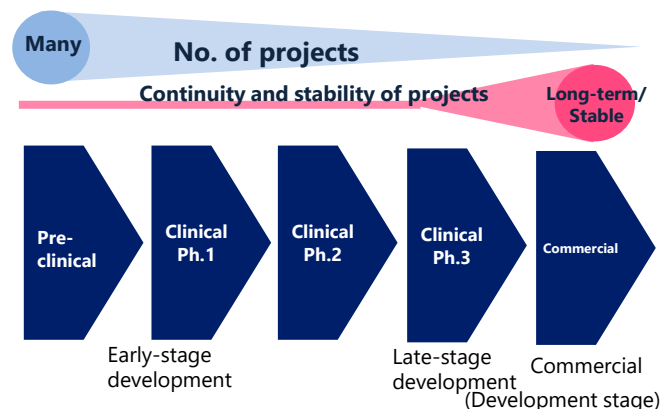 Many
No. of projects
Continuity and stability of projects
Long-term/
Stable
Pre-
clinical
Clinical
Ph.1
Clinical
Ph.2
Clinical
Ph.3
Commercial
Early-stage
development
Late-stage
development
Commercial
(Development stage)